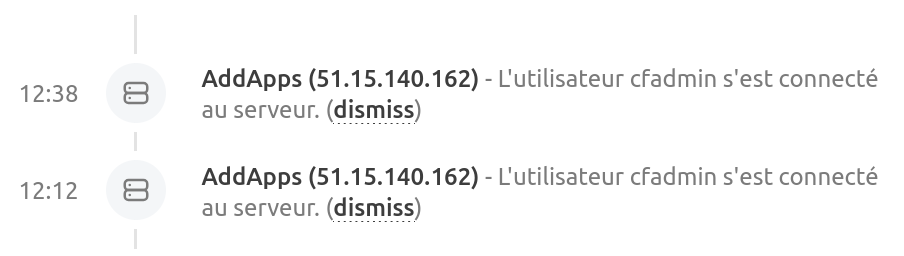 12:38
AddApps (51.15.140.162) - L'utilisateur cfadmin s'est connecté
au serveur. (dismiss)
12:12
AddApps (51.15.140.162) - L'utilisateur cfadmin s'est connecté
au serveur. (dismiss)